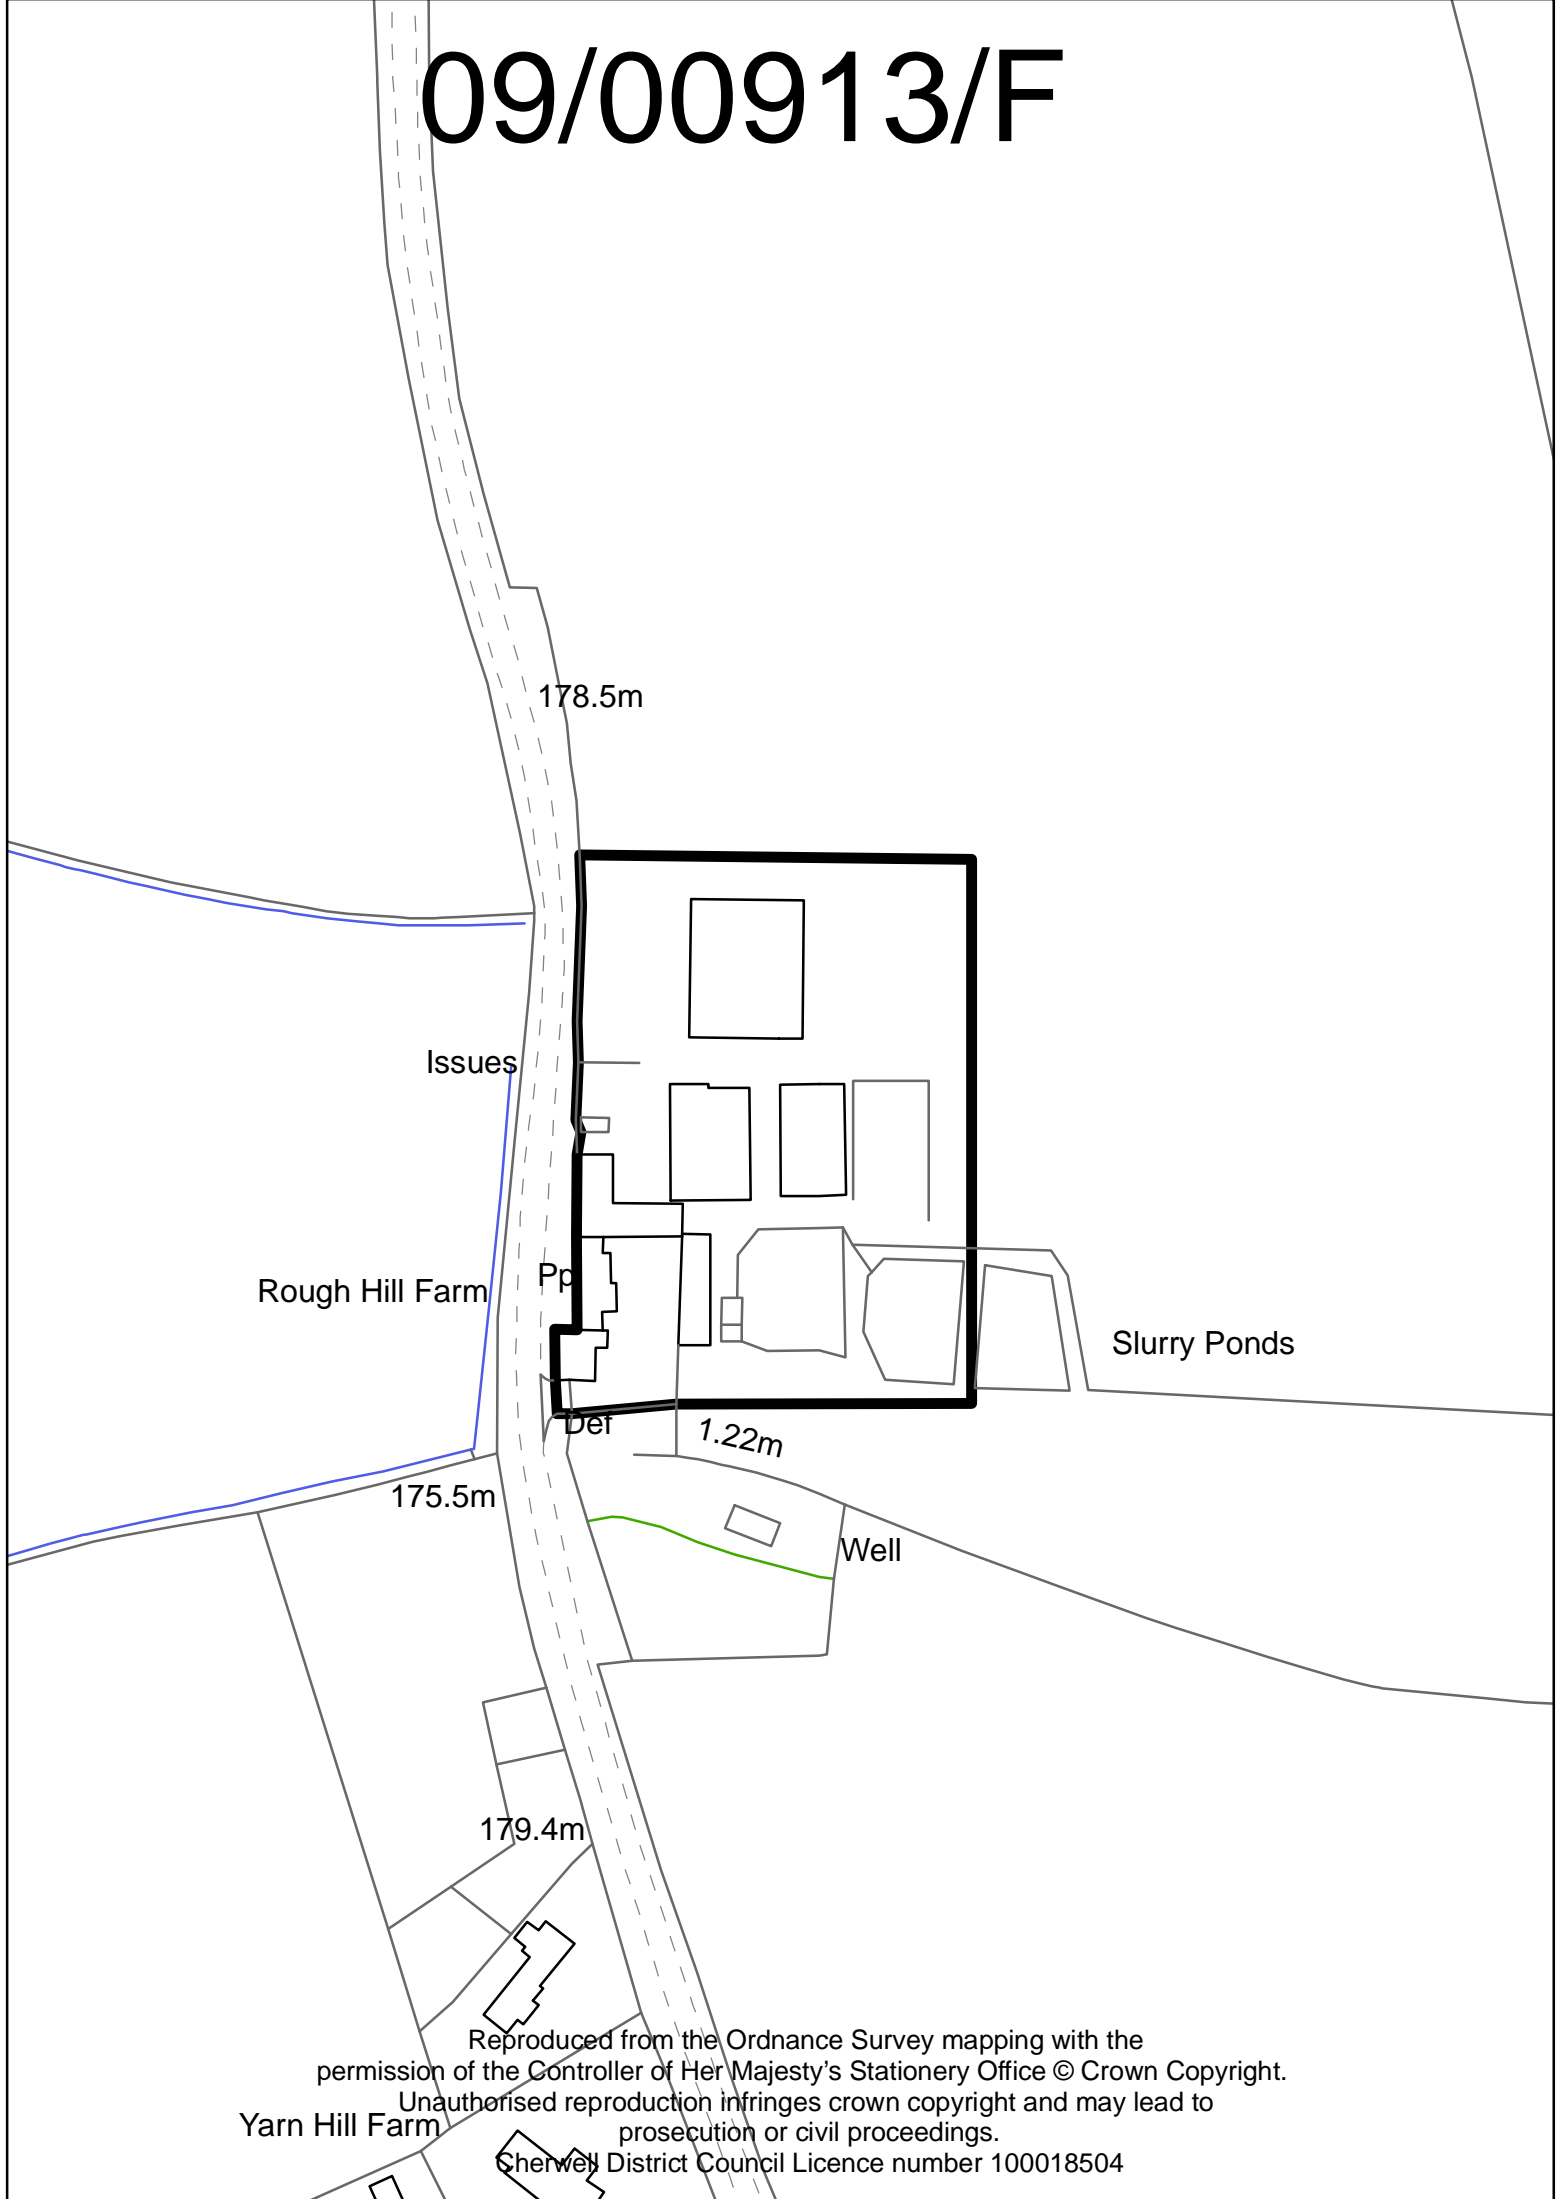 09/00913/F
178.5m
Issues
Pp
Rough Hill Farm
Slurry Ponds
Def
1.22m
175.5m
Well
179.4m
Reproduced from the Ordnance Survey mapping with the
permission of the Controller of Her Majesty's Stationery Office © Crown Copyright.
Unauthorised reproduction infringes crown copyright and may lead to
prosecution or civil proceedings.
Cherwell District Council Licence number 100018504
Yarn Hill Farm